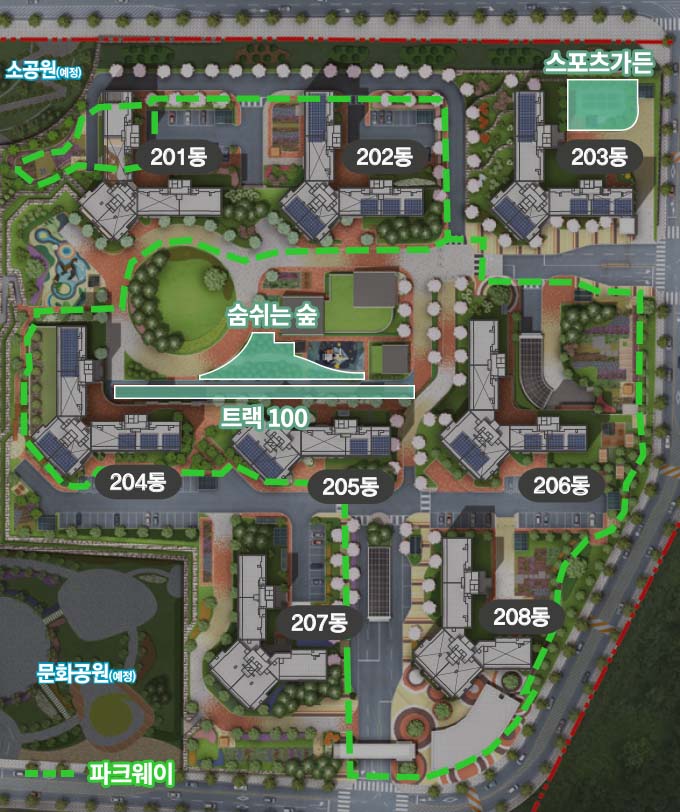 스포츠가든
소공원(예정)
201동
202동
203동
숨쉬는 숲
트랙 100
204동
205동
206동
207동
208동
문화공원(예정)
파크웨이